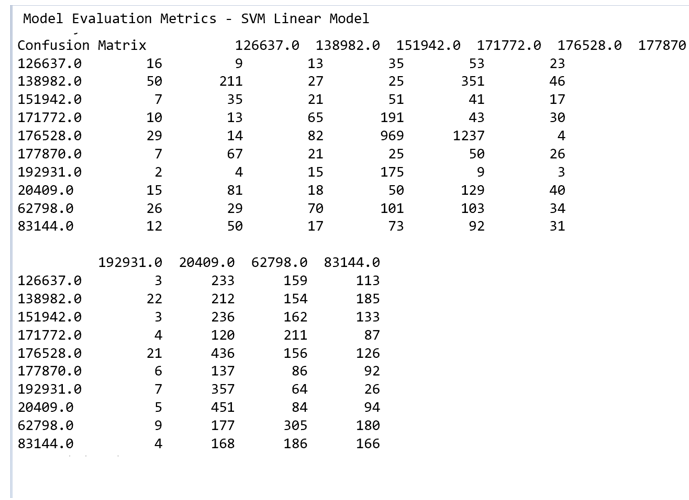 Model Evaluation Metrics - SVM Linear Model
Confusion Matrix 126637.0 138982.0 151942.0 171772.0 176528.0 177870
126637.0 16 9 13 35 53 23
138982.0 50 211 27 25 351 46
151942.0 7 35 21 51 41 17
171772.0 10 13 65 191 43 30
176528.0 29 14 82 969 1237 4
177870.0 7 67 21 25 50 26
192931.0 2 4 15 175 9 3
20409.0 15 81 18 50 129 40
62798.0 26 29 70 101 103 34
83144.0 12 50 17 73 92 31
192931.0 20409.0 62798.0 83144.0
126637.0 3 233 159 113
138982.0 22 212 154 185
151942.0 3 236 162 133
171772.0 4 120 211 87
176528.0 21 436 156 126
177870.0 6 137 86 92
192931.0 7 357 64 26
20409.0 5 451 84 94
62798.0 9 177 305 180
83144.0 4 168 186 166